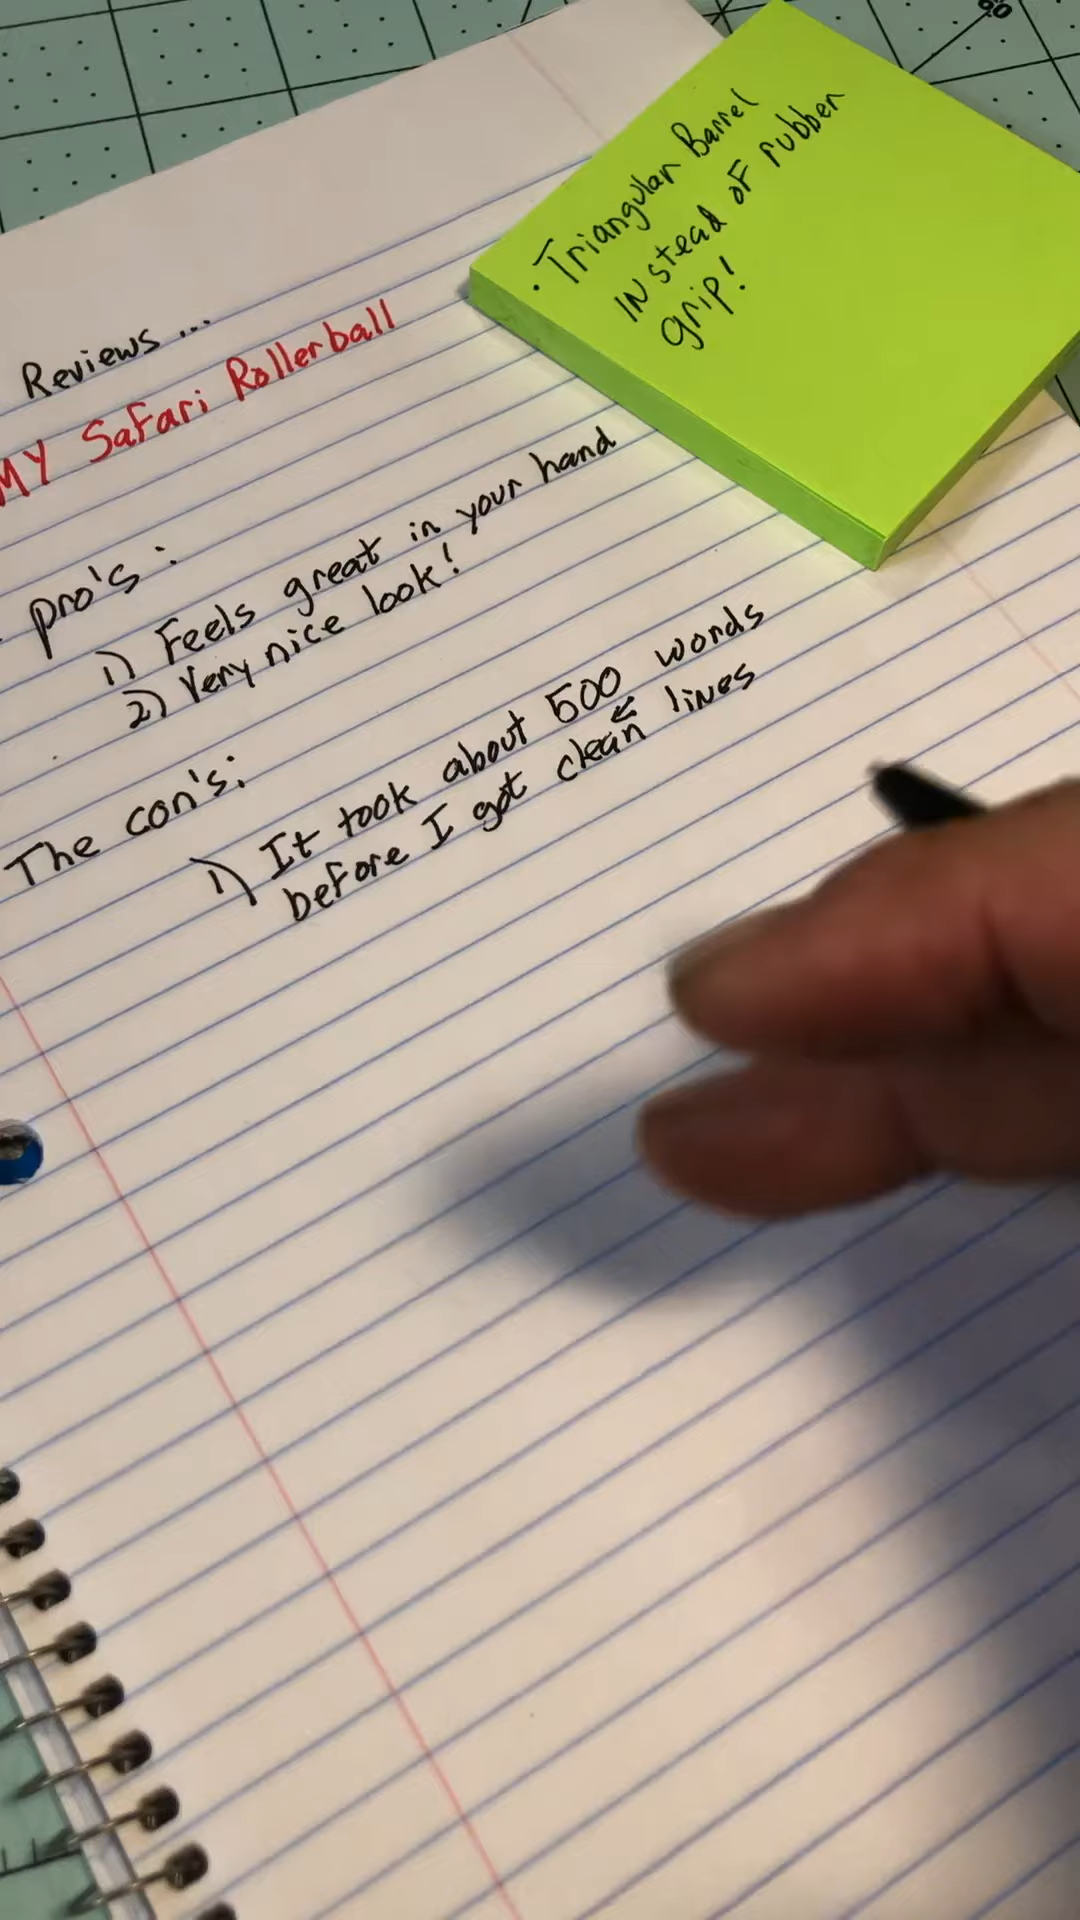 Reviews ...
MY Safari Rollerball
pro's :
1) Feels great in your hand
2) Very nice look!
The con's:
1) It took about 500 words
before I got clean lines
· Triangular Barrel
INstead of rubber
grip!